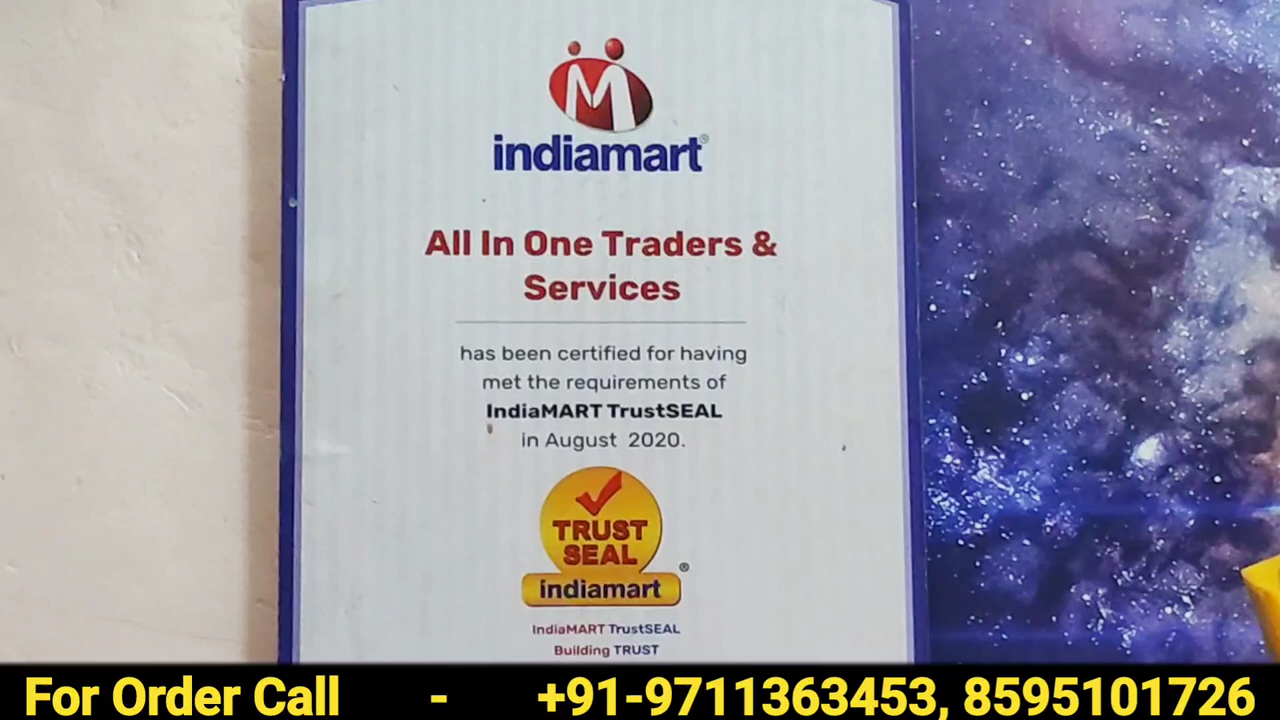 indiamart®
All In One Traders &
Services
has been certified for having
met the requirements of
IndiaMART TrustSEAL
in August 2020.
TRUST
SEAL
indiamart ®
IndiaMART TrustSEAL
Building TRUST
For Order Call - +91-9711363453, 8595101726